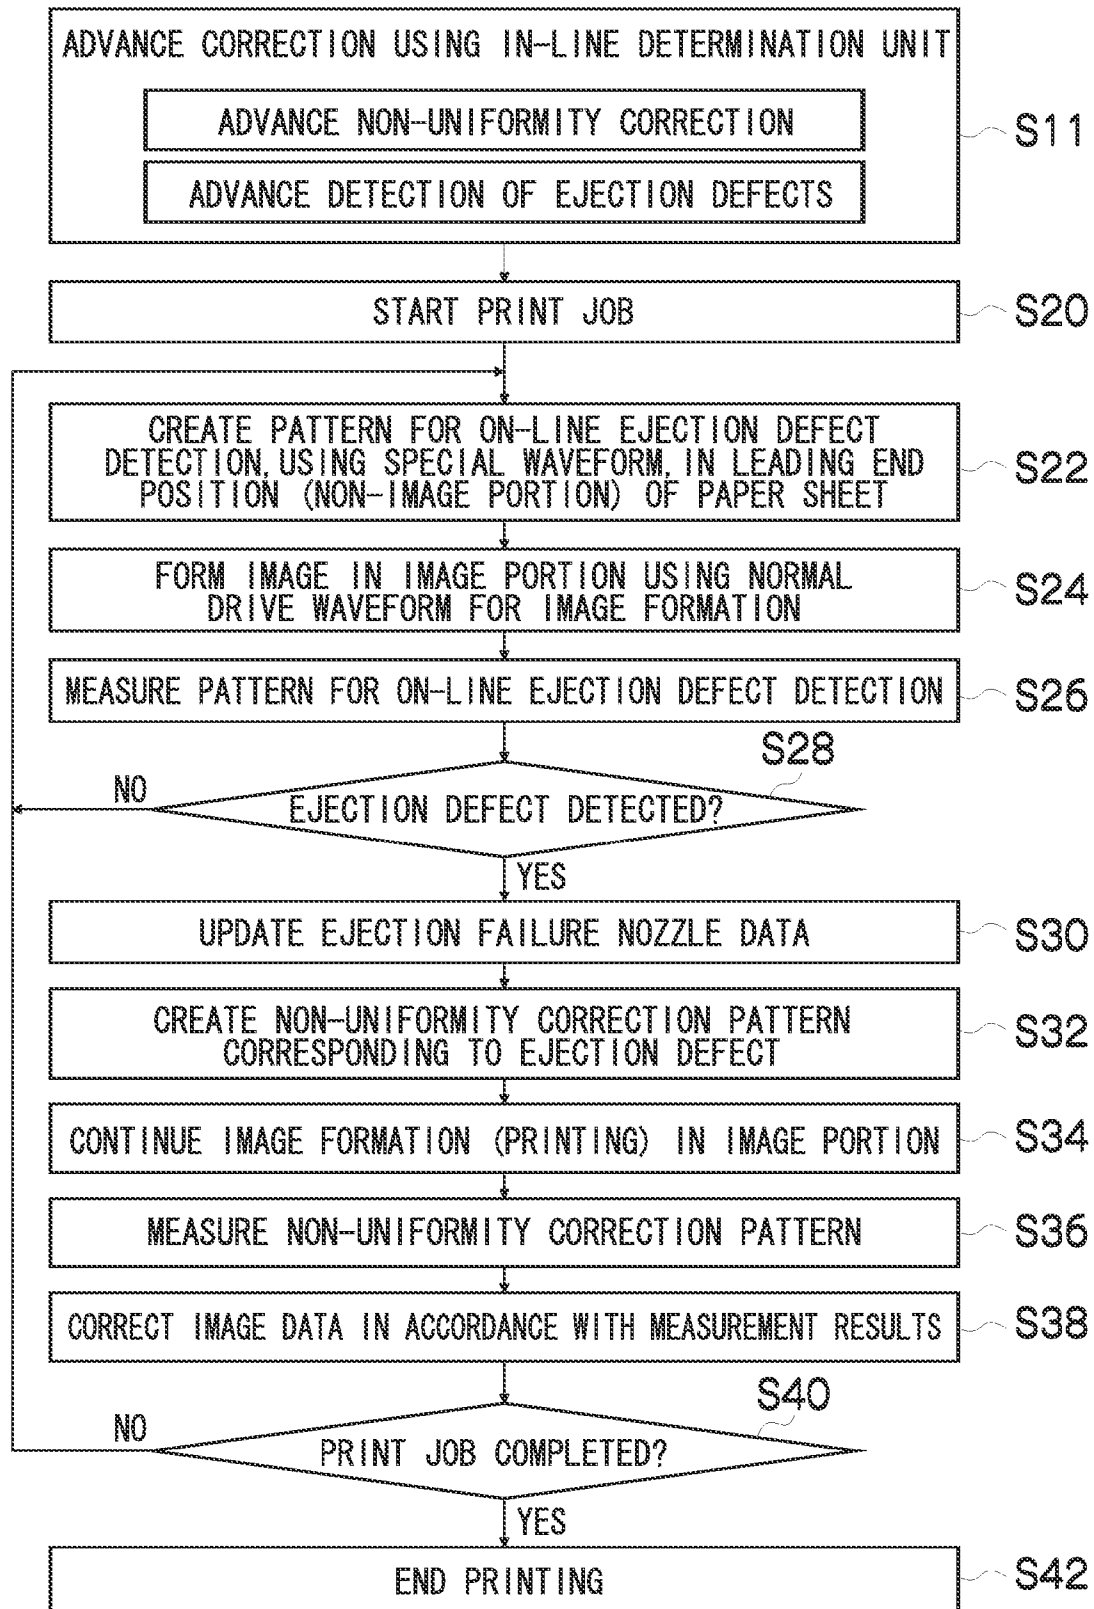 ADVANCE CORRECTION USING IN-LINE DETERMINATION UNIT
ADVANCE NON-UNIFORMITY CORRECTION
S11
ADVANCE DETECTION OF EJECTION DEFECTS
START PRINT JOB
S20
CREATE PATTERN FOR ON-LINE EJECTION DEFECT
DETECTION, USING SPECIAL WAVEFORM, IN LEADING END
POSITION (NON-IMAGE PORTION) OF PAPER SHEET
S22
FORM IMAGE IN IMAGE PORTION USING NORMAL
DRIVE WAVEFORM FOR IMAGE FORMATION
S24
MEASURE PATTERN FOR ON-LINE EJECTION DEFECT DETECTION
S26
S28
NO
EJECTION DEFECT DETECTED?
YES
UPDATE EJECTION FAILURE NOZZLE DATA
S30
CREATE NON-UNIFORMITY CORRECTION PATTERN
CORRESPONDING TO EJECTION DEFECT
S32
CONTINUE IMAGE FORMATION (PRINTING) IN IMAGE PORTION
S34
MEASURE NON-UNIFORMITY CORRECTION PATTERN
S36
CORRECT IMAGE DATA IN ACCORDANCE WITH MEASUREMENT RESULTS
S38
S40
NO
PRINT JOB COMPLETED?
YES
END PRINTING
S42